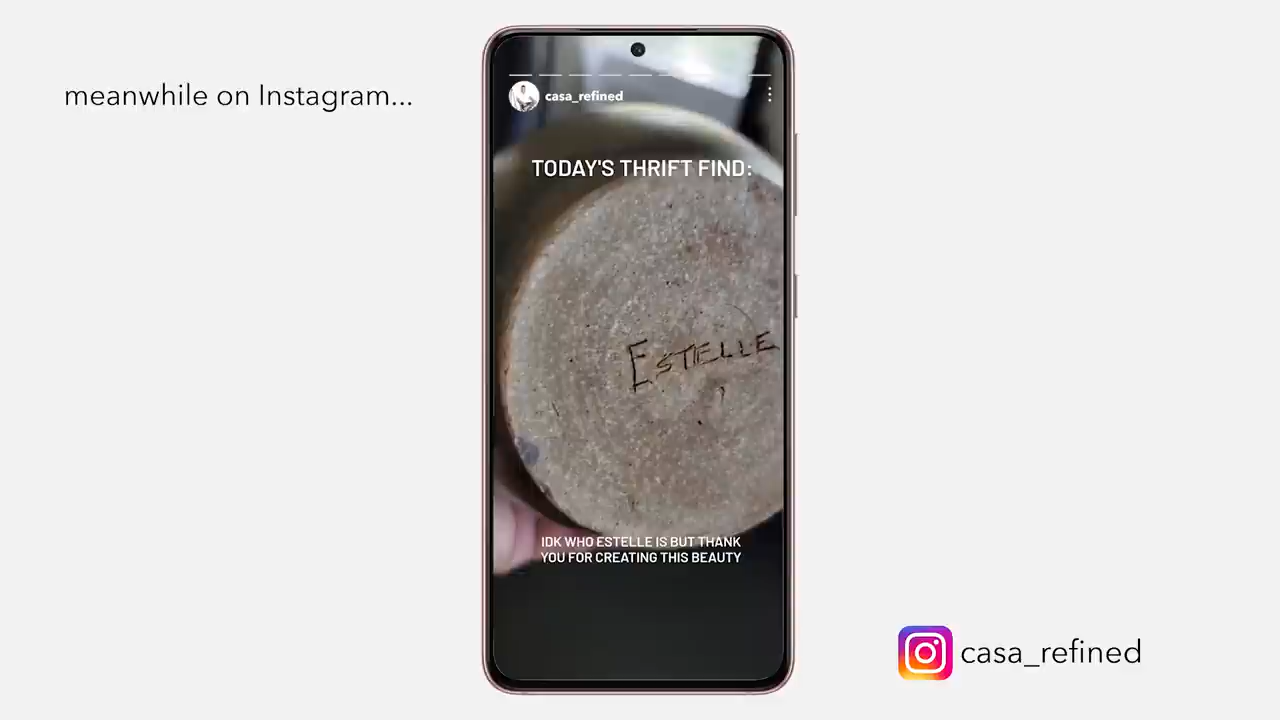 meanwhile on Instagram...
casa_refined
TODAY'S THRIFT FIND:
ESTELLE
IDK WHO ESTELLE IS BUT THANK
YOU FOR CREATING THIS BEAUTY
casa_refined